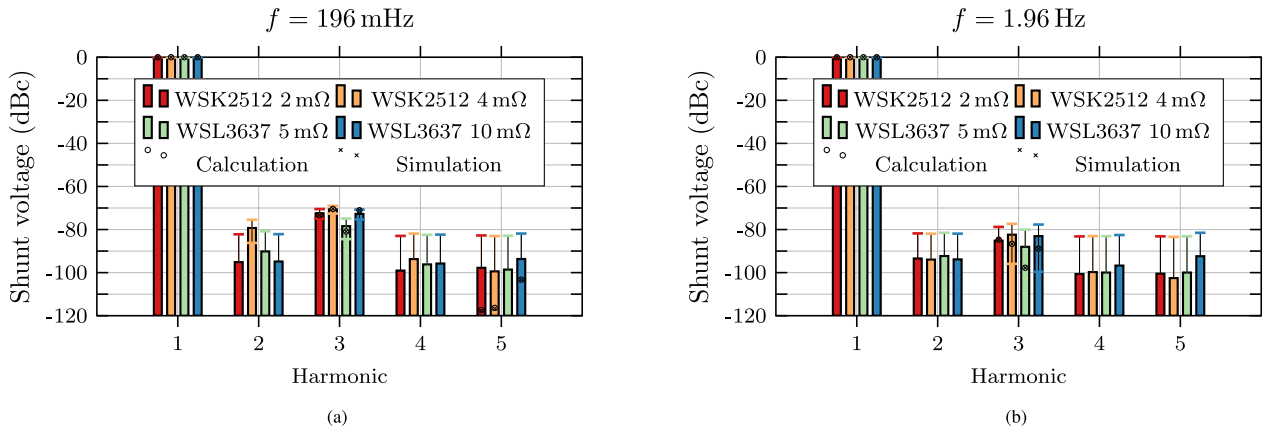 f = 196 mHz
Shunt voltage (dBc)
0
-20
-40
-60
-80
-100
-120
WSK2512 2 mΩ WSK2512 4 mΩ
WSL3637 5 mΩ WSL3637 10 mΩ
Calculation Simulation
1 2 3 4 5
Harmonic
(a)
f = 1.96 Hz
Shunt voltage (dBc)
0
-20
-40
-60
-80
-100
-120
WSK2512 2 mΩ WSK2512 4 mΩ
WSL3637 5 mΩ WSL3637 10 mΩ
Calculation Simulation
1 2 3 4 5
Harmonic
(b)